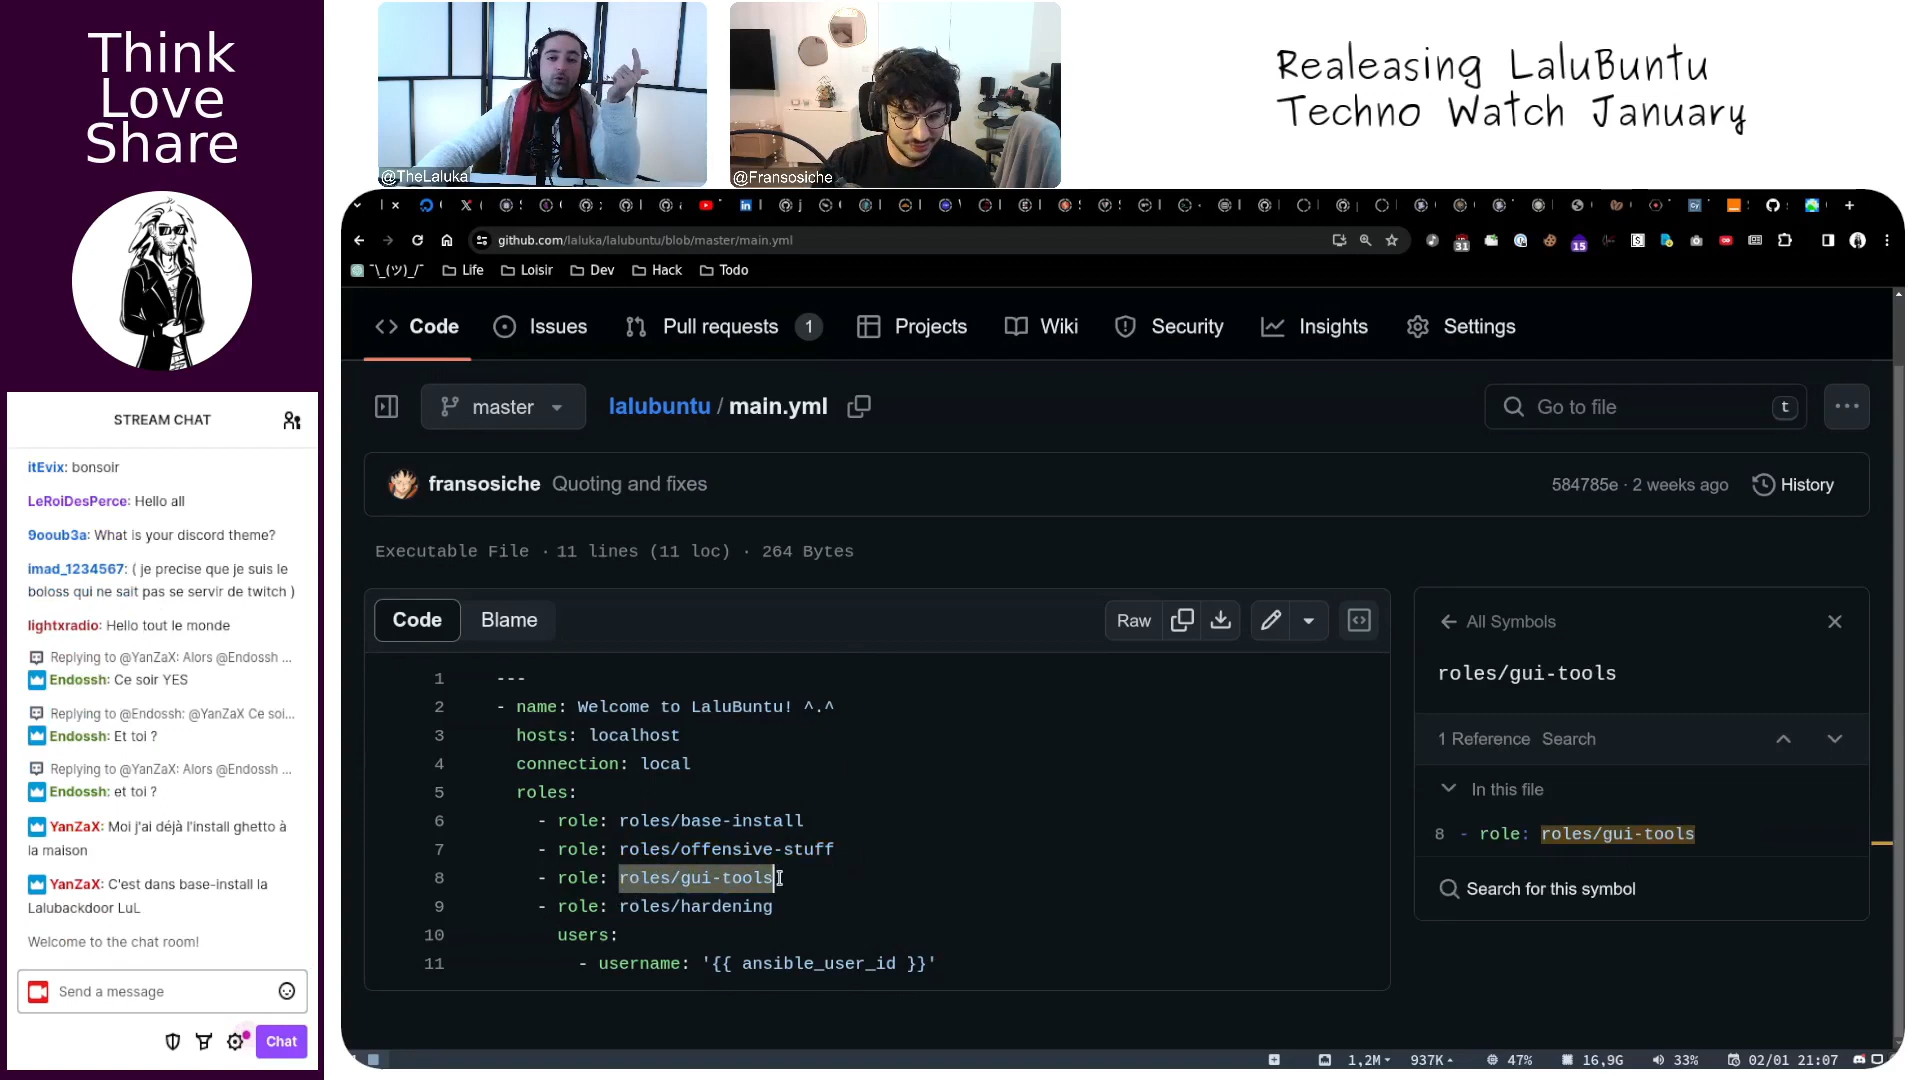 Think
Love
Share
@TheLaluka
@Fransosiche
Realeasing LaluBuntu
Techno Watch January
STREAM CHAT
itEvix: bonsoir
LeRoiDesPerce: Hello all
9ooub3a: What is your discord theme?
imad_1234567: ( je precise que je suis le
boloss qui ne sait pas se servir de twitch )
lightxradio: Hello tout le monde
Replying to @YanZaX: Alors @Endossh ...
Endossh: Ce soir YES
Replying to @Endossh: @YanZaX Ce soi...
Endossh: Et toi ?
Replying to @YanZaX: Alors @Endossh ...
Endossh: et toi ?
YanZaX: Moi j'ai déjà l'install ghetto à
la maison
YanZaX: C'est dans base-install la
Lalubackdoor LuL
Welcome to the chat room!
Send a message
Chat
github.com/laluka/lalubuntu/blob/master/main.yml
31
15
¯\_(ツ)_/¯ Life Loisir Dev Hack Todo
Code Issues Pull requests 1 Projects Wiki Security Insights Settings
master lalubuntu / main.yml Go to file t
fransosiche Quoting and fixes 584785e · 2 weeks ago History
Executable File · 11 lines (11 loc) · 264 Bytes
Code Blame Raw
1 ---
2 - name: Welcome to LaluBuntu! ^.^
3 hosts: localhost
4 connection: local
5 roles:
6 - role: roles/base-install
7 - role: roles/offensive-stuff
8 - role: roles/gui-tools
9 - role: roles/hardening
10 users:
11 - username: '{{ ansible_user_id }}'
All Symbols
roles/gui-tools
1 Reference Search
In this file
8 - role: roles/gui-tools
Search for this symbol
1,2M 937K 47% 16,9G 33% 02/01 21:07